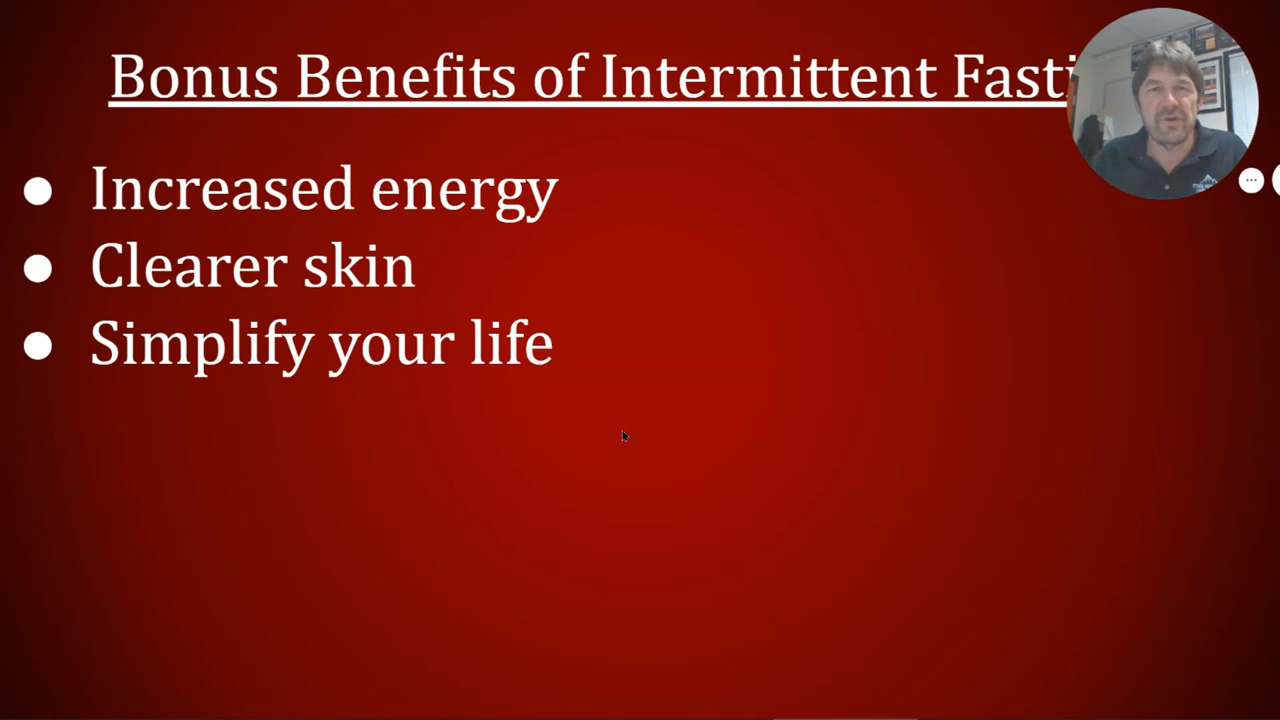 Bonus Benefits of Intermittent Fasti
● Increased energy
● Clearer skin
● Simplify your life